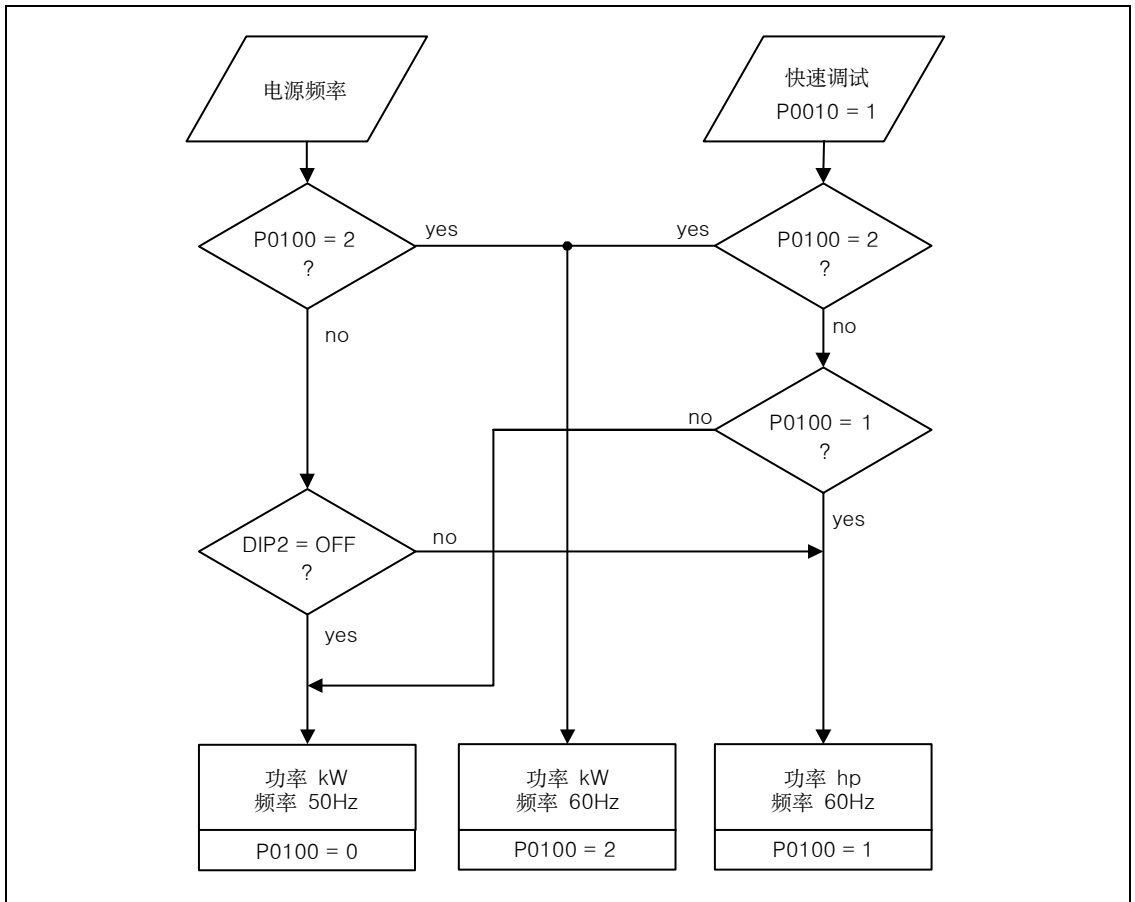 电源频率
快速调试
P0010 = 1
P0100 = 2
?
yes
yes
P0100 = 2
?
no
no
no
P0100 = 1
?
yes
DIP2 = OFF
?
no
yes
功率 kW
频率 50Hz
P0100 = 0
功率 kW
频率 60Hz
P0100 = 2
功率 hp
频率 60Hz
P0100 = 1